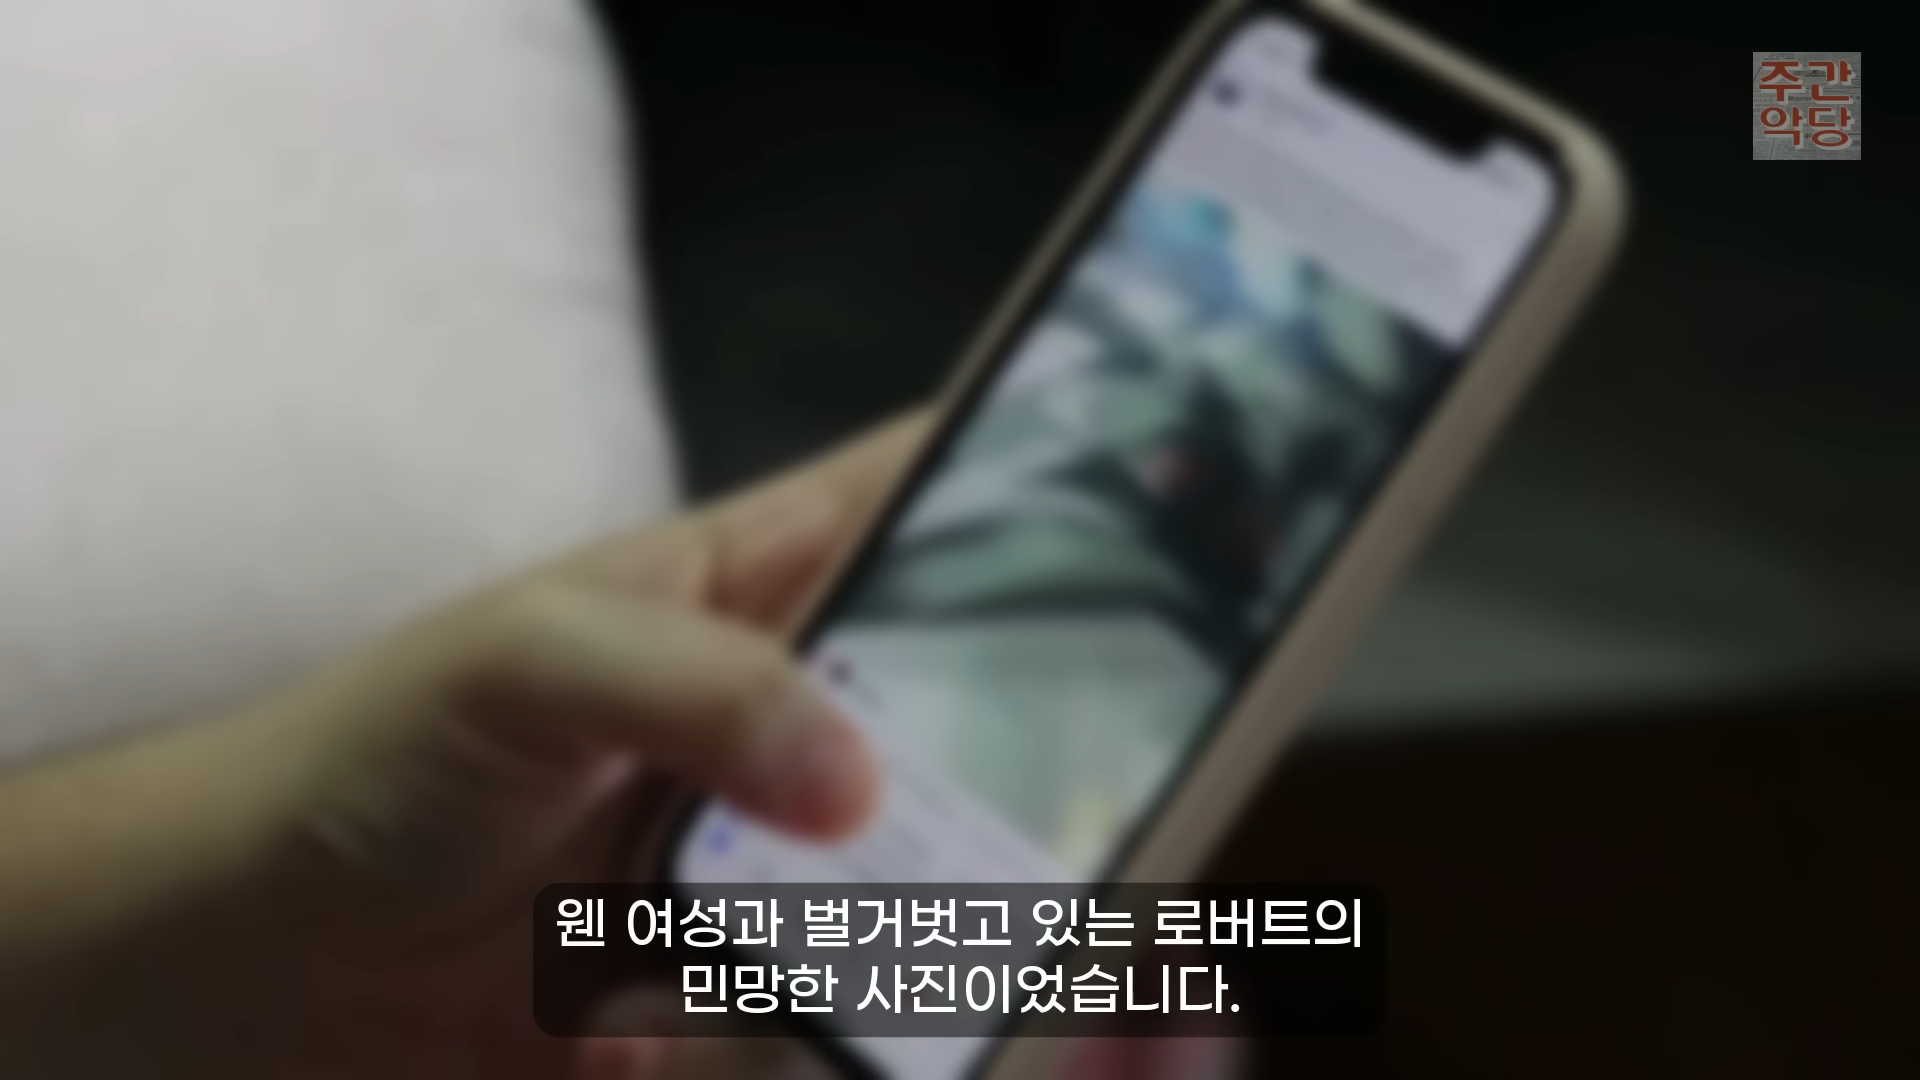 주간
악당
웬 여성과 벌거벗고 있는 로버트의
민망한 사진이었습니다.